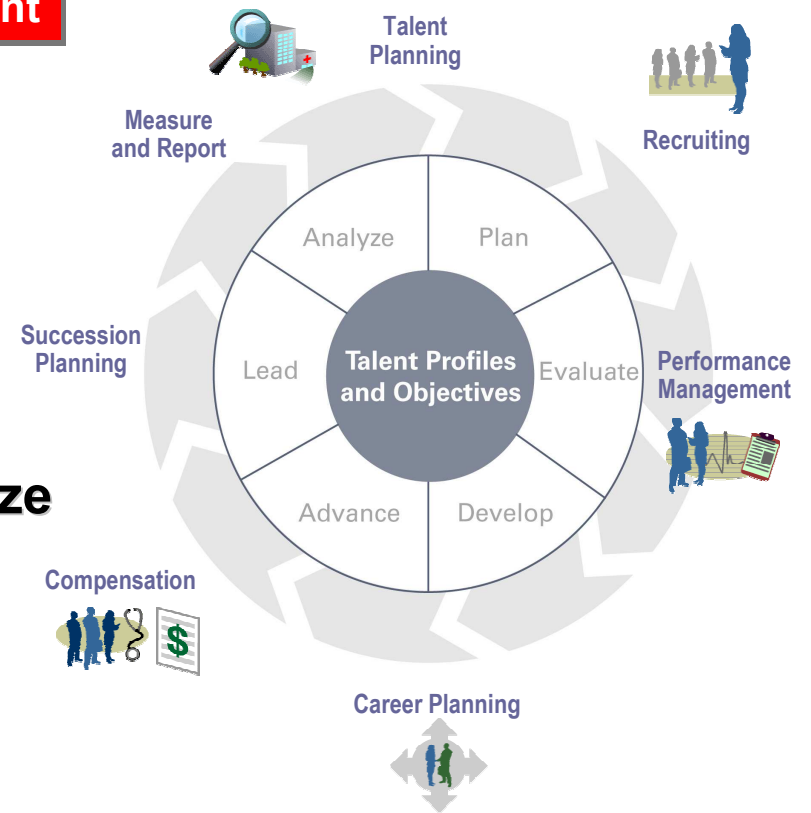 nt
Talent
Planning
Measure
and Report
Recruiting
Analyze
Plan
Succession
Planning
Lead
Talent Profiles
and Objectives
Evaluate
Performance
Management
ze
Advance
Develop
Compensation
$
Career Planning